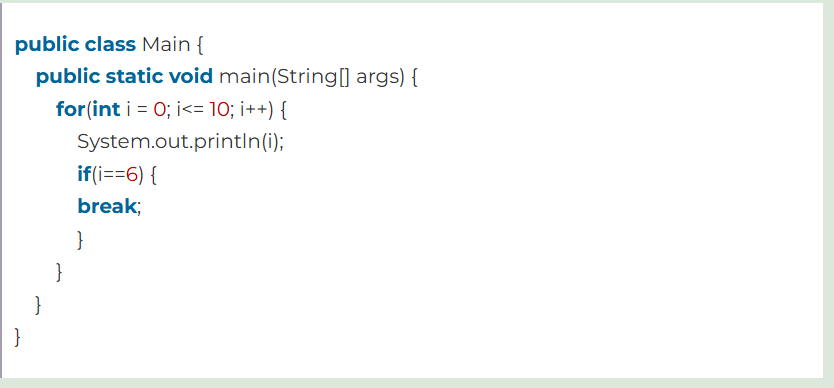 public class Main {
public static void main(String[] args) {
for(int i = 0; i<= 10; i++) {
System.out.println(i);
if(i==6) {
break;
}
}
}
}